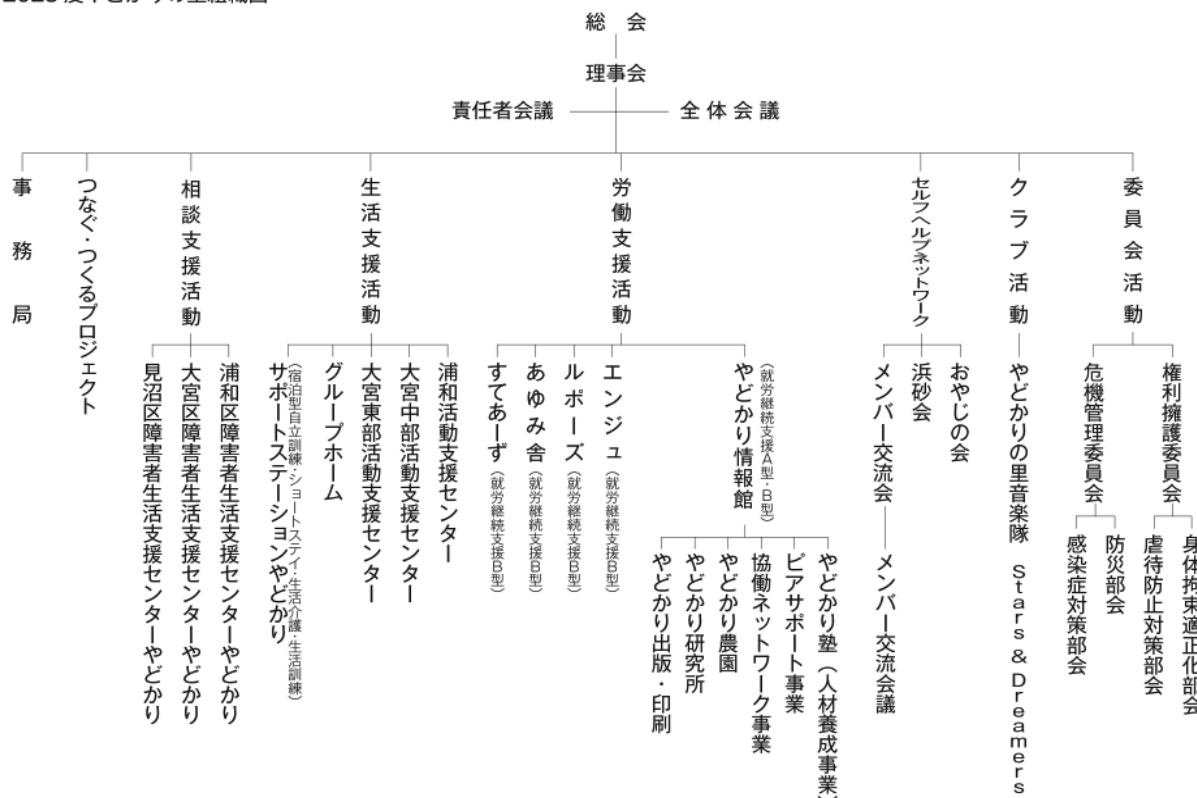 総会
理事会
責任者会議
全体会議
事務局
つなぐ・つくるプロジェクト
相談支援活動
見沼区障害者生活支援センターやどかり
大宮区障害者生活支援センターやどかり
浦和区障害者生活支援センターやどかり
生活支援活動
サポートステーションやどかり
(宿泊型自立訓練・ショートステイ・生活介護・生活訓練)
グループホーム
大宮東部活動支援センター
大宮中部活動支援センター
浦和活動支援センター
労働支援活動
すてあーず(就労継続支援B型)
あゆみ舎(就労継続支援B型)
ルポーズ(就労継続支援B型)
エンジュ(就労継続支援B型)
やどかり情報館
(就労継続支援A型・B型)
やどかり出版・印刷
やどかり研究所
やどかり農園
協働ネットワーク事業
ピアサポート事業
やどかり塾(人材養成事業)
セルフヘルプネットワーク
メンバー交流会
メンバー交流会議
浜砂会
おやじの会
クラブ活動
やどかりの里音楽隊 Stars & Dreamers
委員会活動
危機管理委員会
感染症対策部会
防災部会
権利擁護委員会
虐待防止対策部会
身体拘束適正化部会